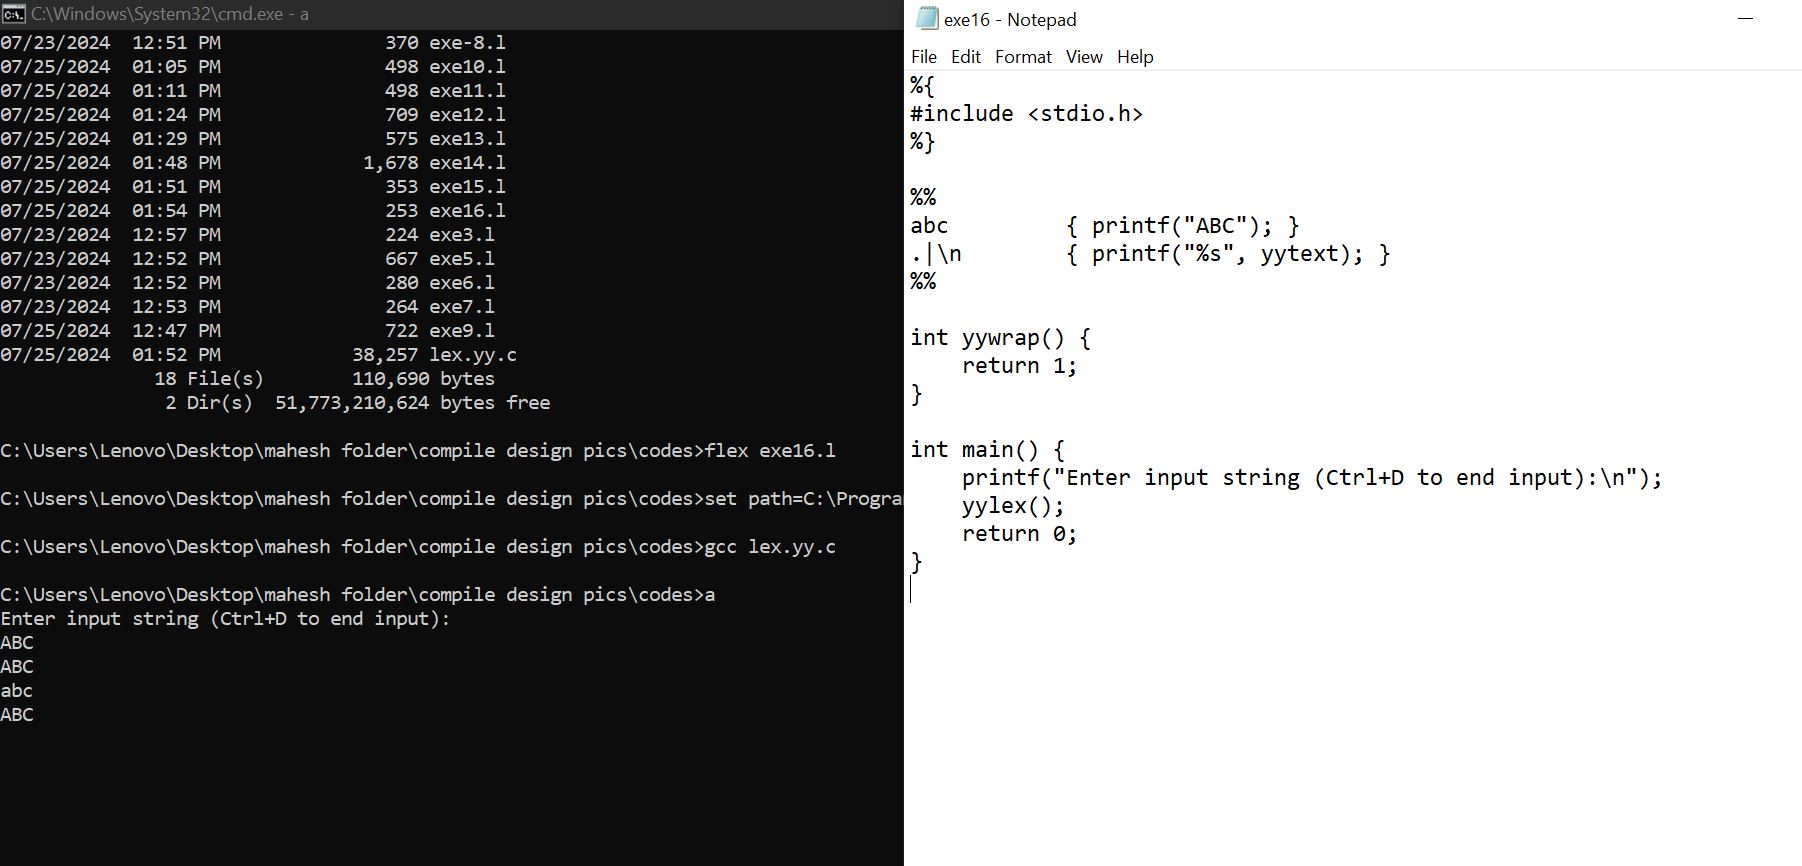 C:\Windows\System32\cmd.exe - a
07/23/2024  12:51 PM               370 exe-8.l
07/25/2024  01:05 PM               498 exe10.l
07/25/2024  01:11 PM               498 exe11.l
07/25/2024  01:24 PM               709 exe12.l
07/25/2024  01:29 PM               575 exe13.l
07/25/2024  01:48 PM             1,678 exe14.l
07/25/2024  01:51 PM               353 exe15.l
07/25/2024  01:54 PM               253 exe16.l
07/23/2024  12:57 PM               224 exe3.l
07/23/2024  12:52 PM               667 exe5.l
07/23/2024  12:52 PM               280 exe6.l
07/23/2024  12:53 PM               264 exe7.l
07/25/2024  12:47 PM               722 exe9.l
07/25/2024  01:52 PM            38,257 lex.yy.c
              18 File(s)        110,690 bytes
               2 Dir(s)  51,773,210,624 bytes free
C:\Users\Lenovo\Desktop\mahesh folder\compile design pics\codes>flex exe16.l
C:\Users\Lenovo\Desktop\mahesh folder\compile design pics\codes>set path=C:\Progra
C:\Users\Lenovo\Desktop\mahesh folder\compile design pics\codes>gcc lex.yy.c
C:\Users\Lenovo\Desktop\mahesh folder\compile design pics\codes>a
Enter input string (Ctrl+D to end input):
ABC
ABC
abc
ABC
exe16 - Notepad
File  Edit  Format  View  Help
%{
#include <stdio.h>
%}
%%
abc         { printf("ABC"); }
.|\n        { printf("%s", yytext); }
%%
int yywrap() {
    return 1;
}
int main() {
    printf("Enter input string (Ctrl+D to end input):\n");
    yylex();
    return 0;
}